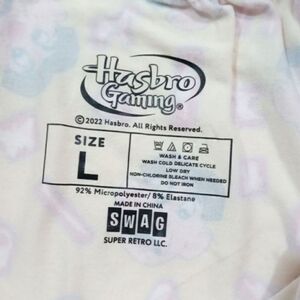 Hasbro
Gaming®
©2022 Hasbro. All Rights Reserved.
SIZE
L
WASH & CARE
WASH COLD DELICATE CYCLE
LOW DRY
NON-CHLORINE BLEACH WHEN NEEDED
DO NOT IRON
92% Micropolyester/ 8% Elastane
MADE IN CHINA
SWAG
SUPER RETRO LLC.